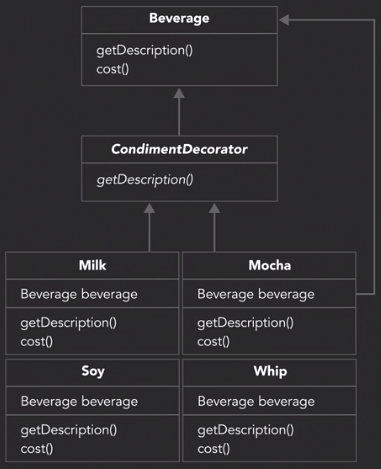 Beverage
getDescription()
cost()
CondimentDecorator
getDescription()
Milk
Beverage beverage
getDescription()
cost()
Mocha
Beverage beverage
getDescription()
cost()
Soy
Beverage beverage
getDescription()
cost()
Whip
Beverage beverage
getDescription()
cost()